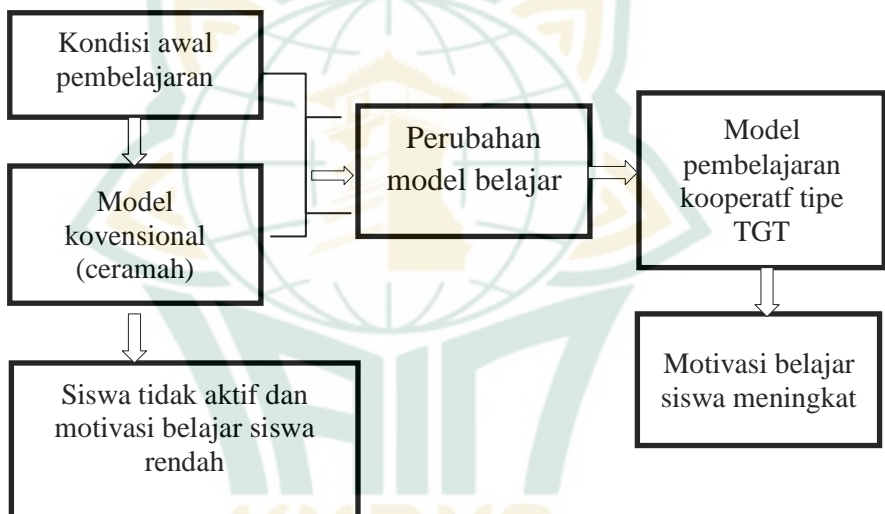 Kondisi awal
pembelajaran
Model
kovensional
(ceramah)
Siswa tidak aktif dan
motivasi belajar siswa
rendah
Perubahan
model belajar
Model
pembelajaran
kooperatf tipe
TGT
Motivasi belajar
siswa meningkat